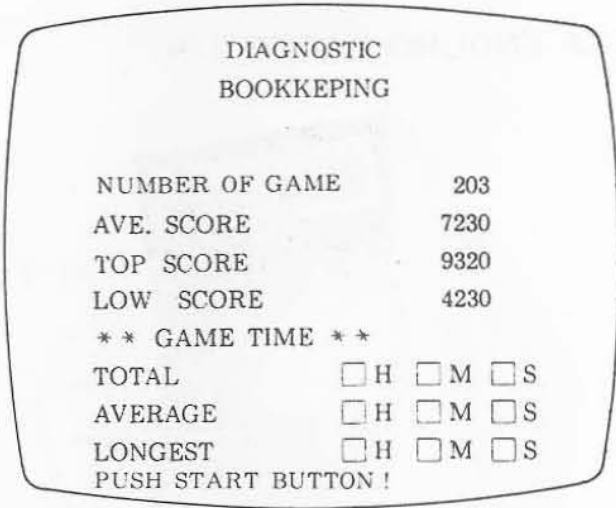 DIAGNOSTIC
BOOKKEPING
NUMBER OF GAME 203
AVE. SCORE 7230
TOP SCORE 9320
LOW SCORE 4230
* * GAME TIME * *
TOTAL □ H □ M □ S
AVERAGE □ H □ M □ S
LONGEST □ H □ M □ S
PUSH START BUTTON !